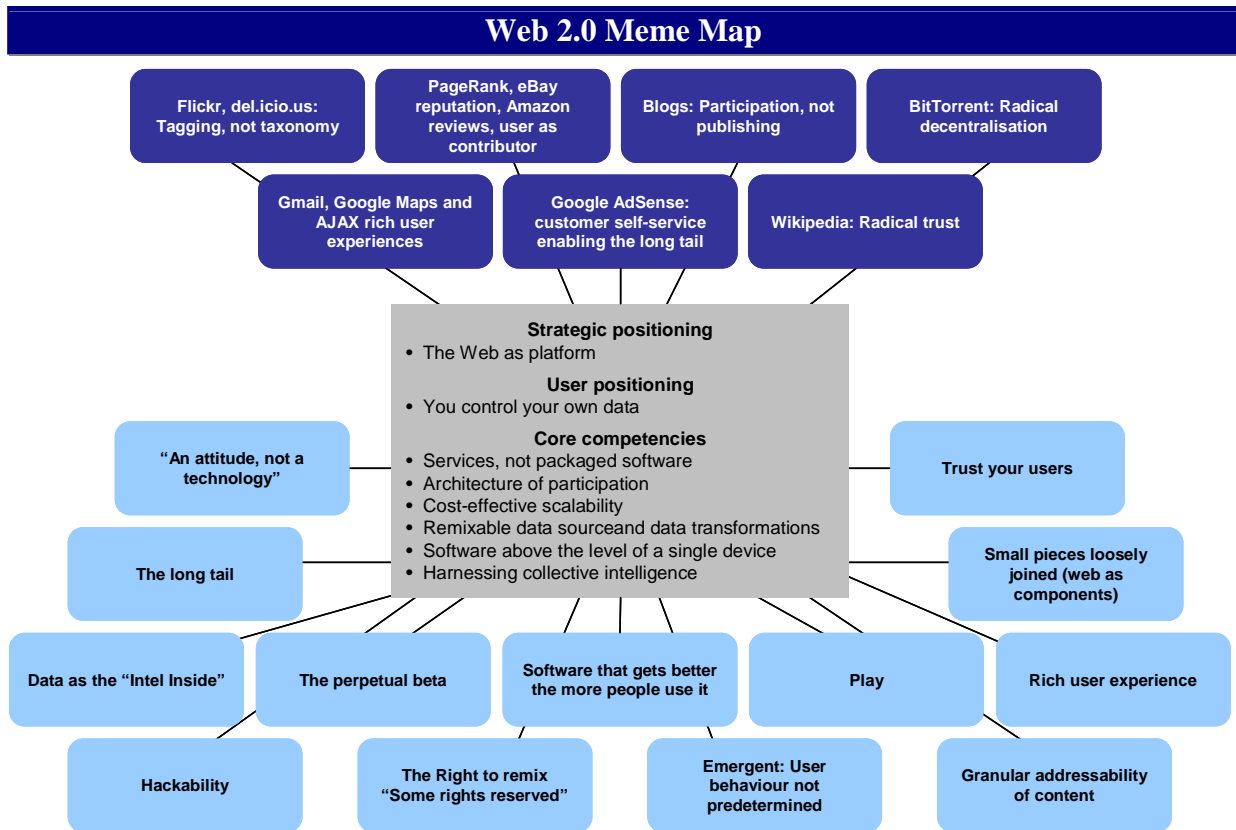 Web 2.0 Meme Map
Flickr, del.icio.us:
Tagging, not taxonomy
PageRank, eBay
reputation, Amazon
reviews, user as
contributor
Blogs: Participation, not
publishing
BitTorrent: Radical
decentralisation
Gmail, Google Maps and
AJAX rich user
experiences
Google AdSense:
customer self-service
enabling the long tail
Wikipedia: Radical trust
Strategic positioning
• The Web as platform
User positioning
• You control your own data
Core competencies
• Services, not packaged software
• Architecture of participation
• Cost-effective scalability
• Remixable data sourceand data transformations
• Software above the level of a single device
• Harnessing collective intelligence
“An attitude, not a
technology”
Trust your users
The long tail
Small pieces loosely
joined (web as
components)
Data as the “Intel Inside”
The perpetual beta
Software that gets better
the more people use it
Play
Rich user experience
Hackability
The Right to remix
“Some rights reserved”
Emergent: User
behaviour not
predetermined
Granular addressability
of content